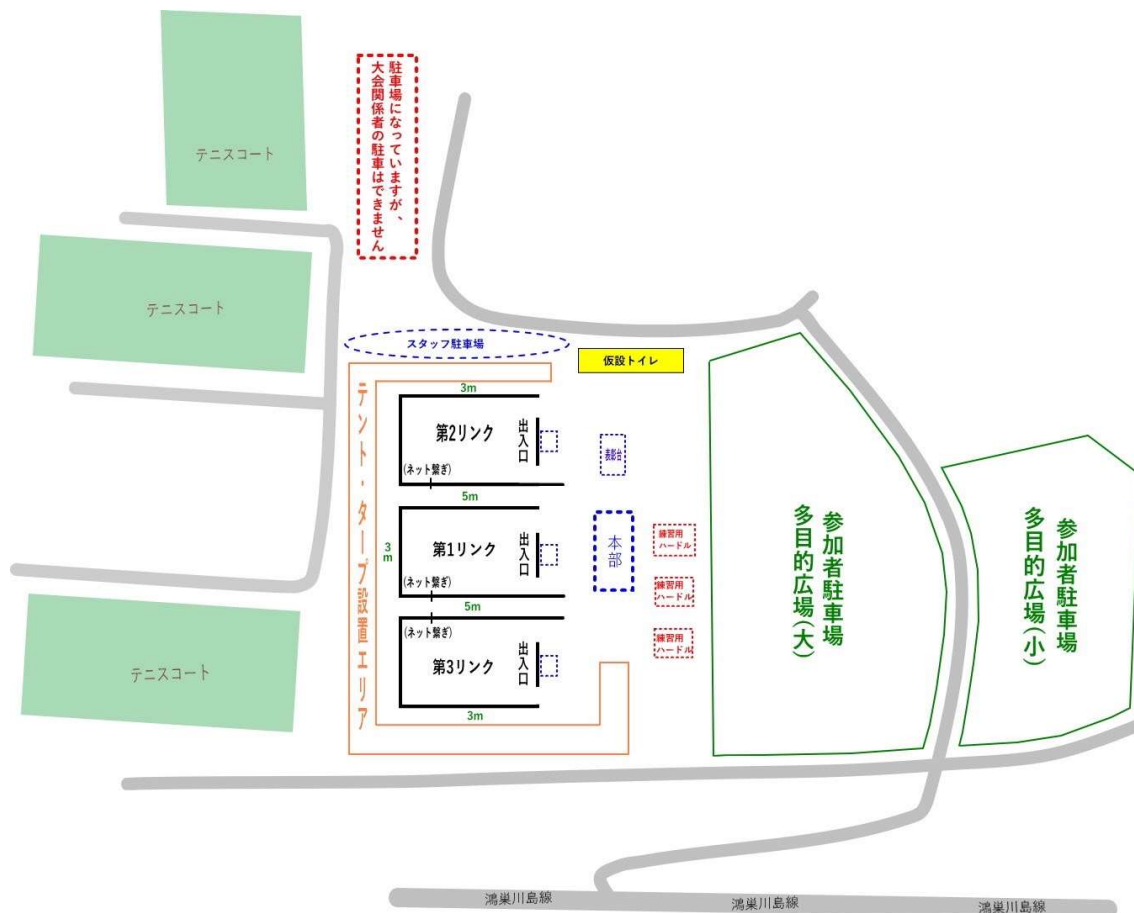 駐車場になっていますが、
大会関係者の駐車はできません
テニスコート
テニスコート
スタッフ駐車場
仮設トイレ
テント・タープ設置エリア
3m
第2リンク
出入口
(ネット繋ぎ)
表彰台
5m
3m
第1リンク
出入口
(ネット繋ぎ)
本部
練習用
ハードル
練習用
ハードル
5m
(ネット繋ぎ)
第3リンク
出入口
練習用
ハードル
3m
テニスコート
参加者駐車場
多目的広場(大)
参加者駐車場
多目的広場(小)
鴻巣川島線
鴻巣川島線
鴻巣川島線